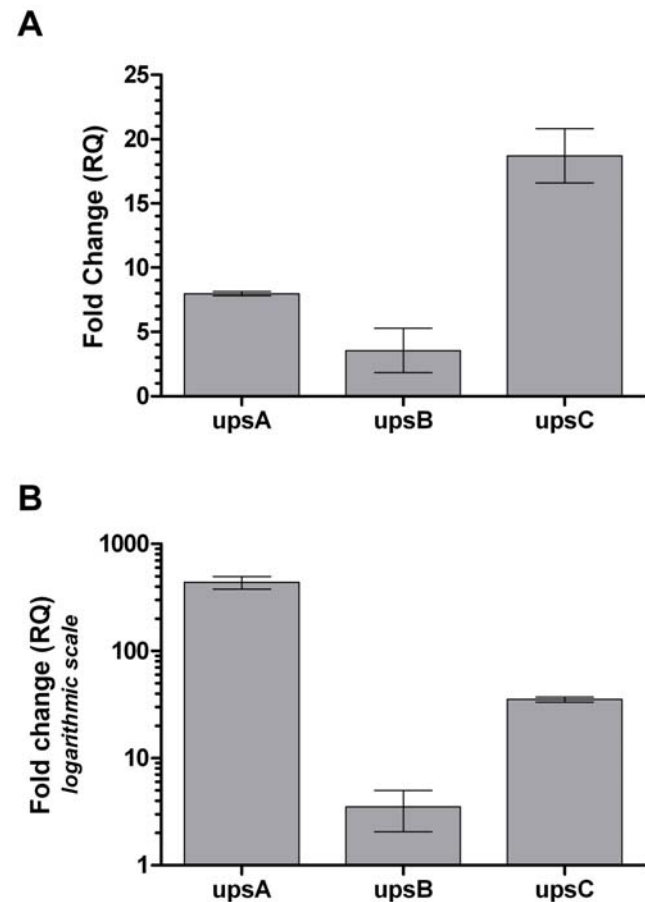 A
Fold Change (RQ)
25
20
15
10
5
0
upsA upsB upsC
B
Fold change (RQ)
logarithmic scale
1000
100
10
1
upsA upsB upsC